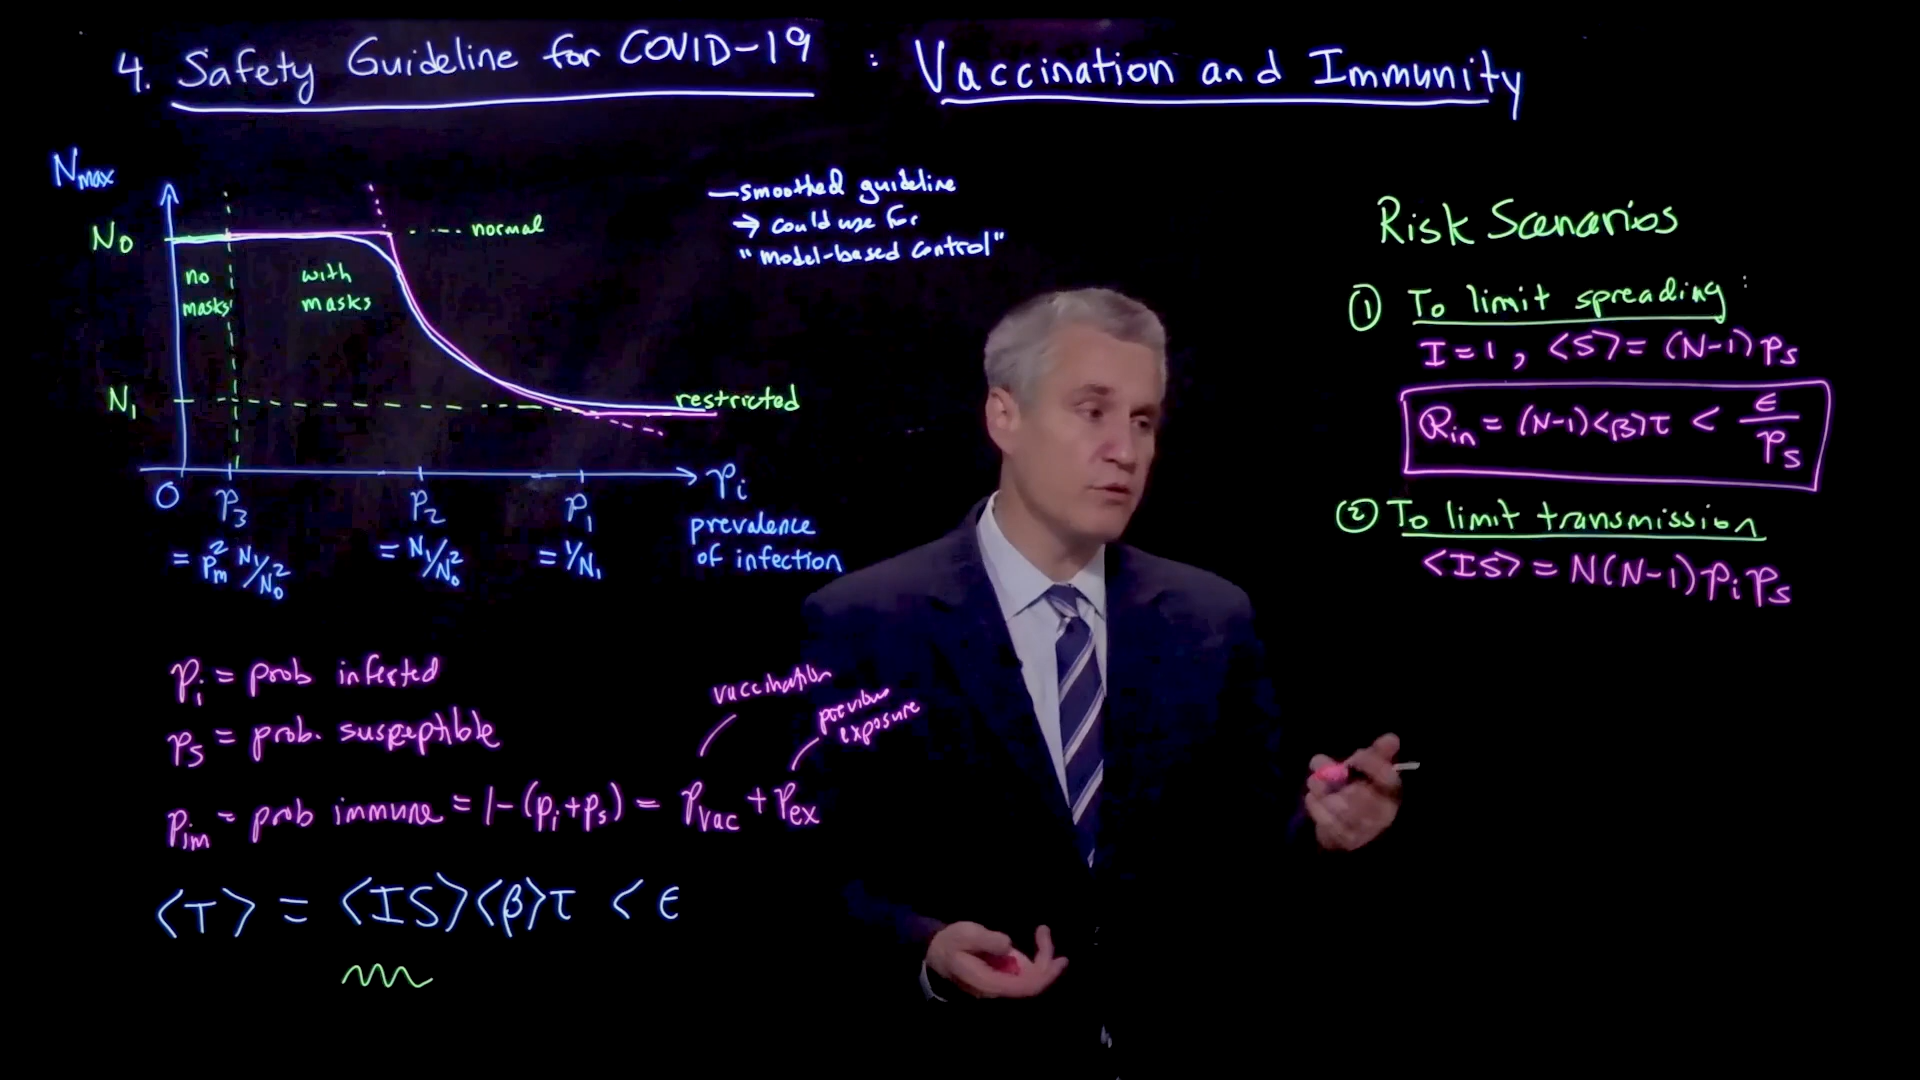 4. Safety Guideline for COVID-19 : Vaccination and Immunity
Nmax
N0
normal
no masks
with masks
N1
restricted
0
p3 = pm² N1/N0²
p2 = N1/N0²
p1 = 1/N1
pi
prevalence
of infection
— smoothed guideline
→ could use for
"model-based control"
pi = prob infected
ps = prob. susceptible
pim = prob immune = 1-(pi+ps) = pvac + pex
vaccination
previous
exposure
<T> = <IS><β>τ < ε
Risk Scenarios
① To limit spreading:
I = 1, <S> = (N-1)ps
Rin = (N-1)<β>τ < ε/ps
② To limit transmission
<IS> = N(N-1)pips